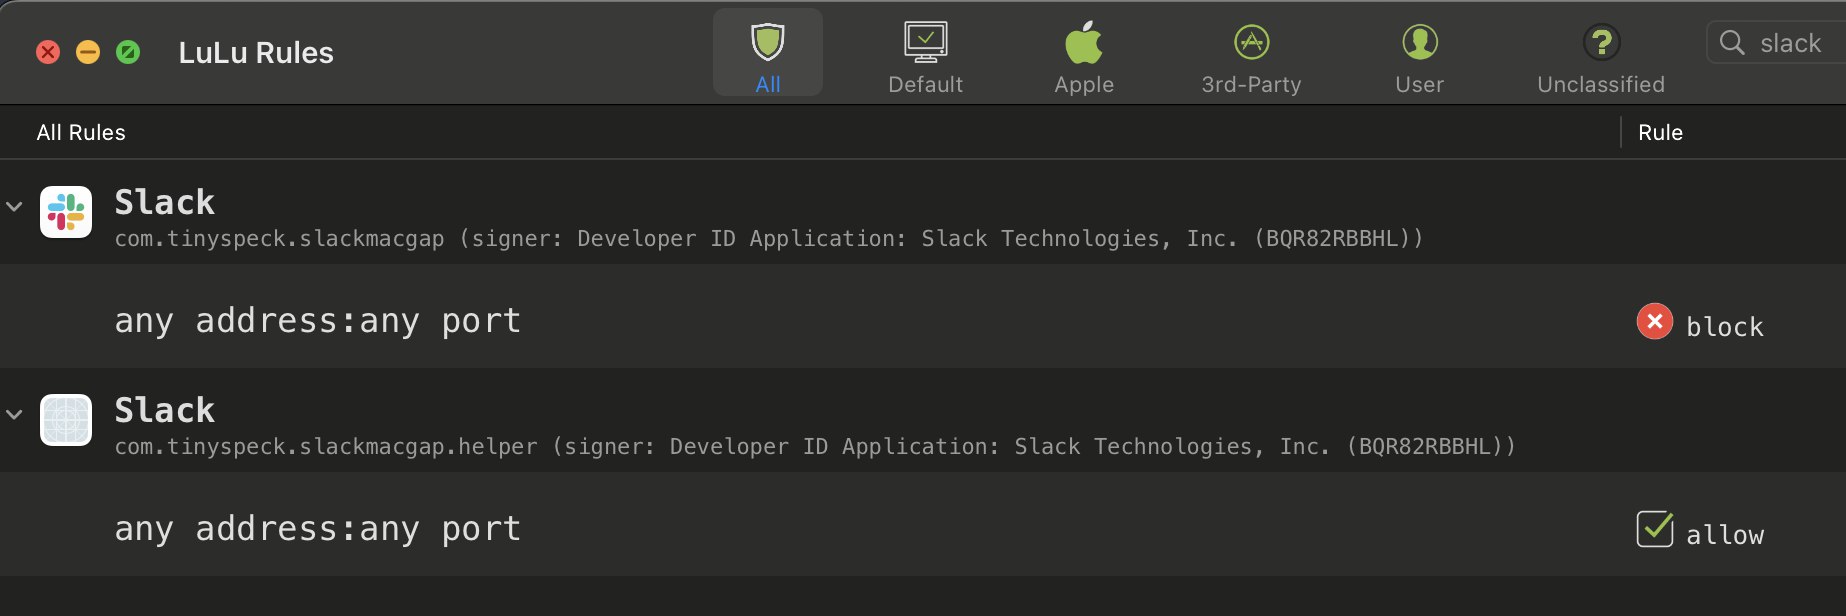 LuLu Rules
All
Default
Apple
3rd-Party
User
Unclassified
slack
All Rules
Rule
Slack
com.tinyspeck.slackmacgap (signer: Developer ID Application: Slack Technologies, Inc. (BQR82RBBHL))
any address:any port
block
Slack
com.tinyspeck.slackmacgap.helper (signer: Developer ID Application: Slack Technologies, Inc. (BQR82RBBHL))
any address:any port
allow